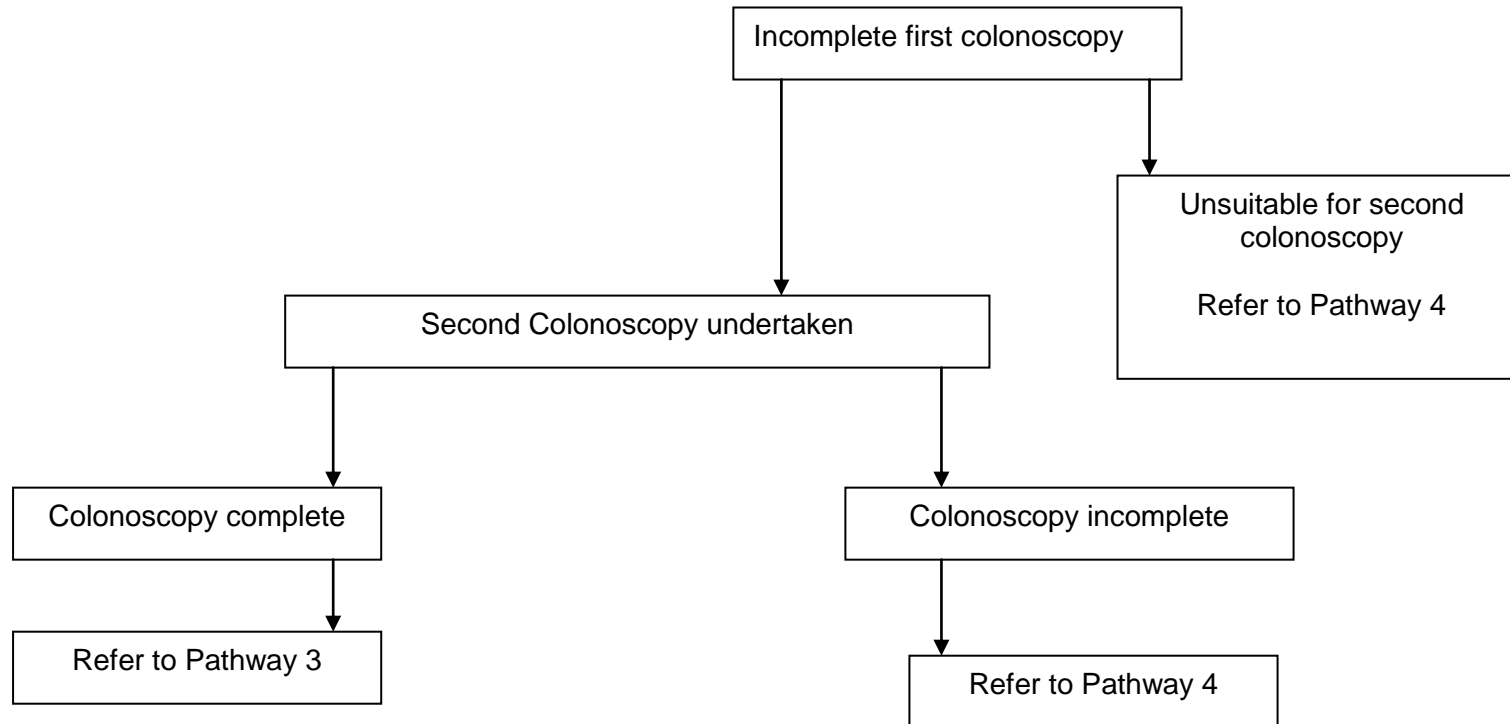 Incomplete first colonoscopy
Unsuitable for second
colonoscopy
Refer to Pathway 4
Second Colonoscopy undertaken
Colonoscopy complete
Colonoscopy incomplete
Refer to Pathway 3
Refer to Pathway 4